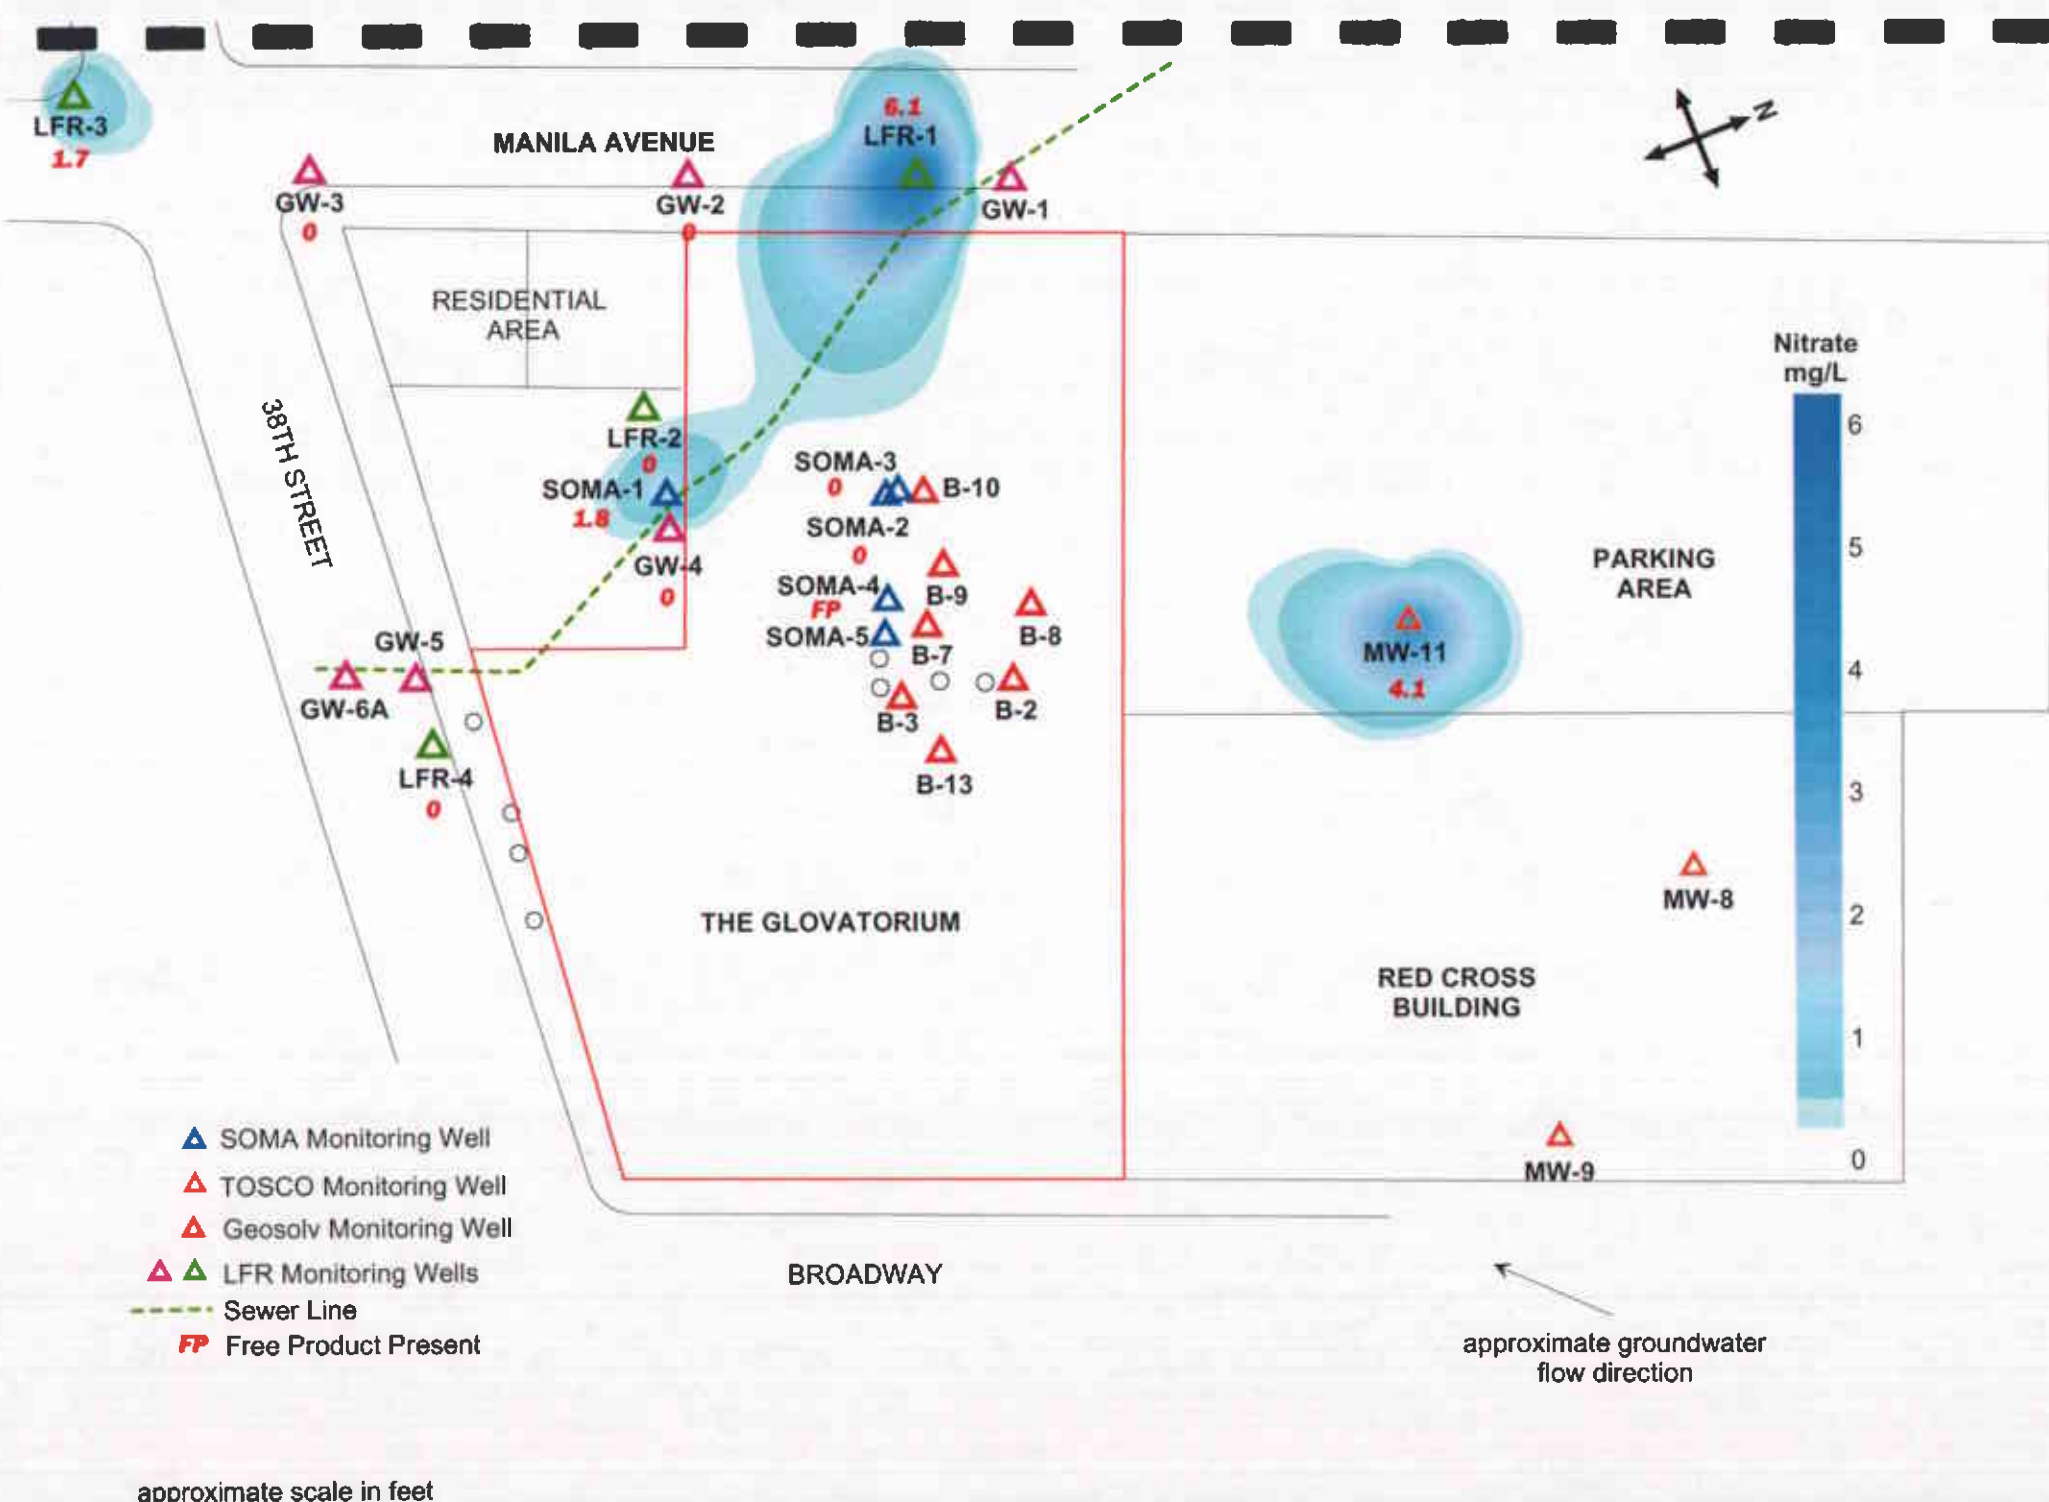 6.1
LFR-1
LFR-3
1.7
MANILA AVENUE
N
GW-3
0
GW-2
0
GW-1
RESIDENTIAL
AREA
Nitrate
mg/L
6
5
4
3
2
1
0
38TH STREET
LFR-2
0
SOMA-1
1.8
GW-4
0
SOMA-3
0
B-10
SOMA-2
0
SOMA-4
FP
SOMA-5
B-9
B-7
B-8
B-3
B-2
B-13
PARKING
AREA
MW-11
4.1
GW-5
GW-6A
LFR-4
0
MW-8
THE GLOVATORIUM
RED CROSS
BUILDING
MW-9
SOMA Monitoring Well
TOSCO Monitoring Well
Geosolv Monitoring Well
LFR Monitoring Wells
Sewer Line
FP Free Product Present
BROADWAY
approximate groundwater
flow direction
approximate scale in feet